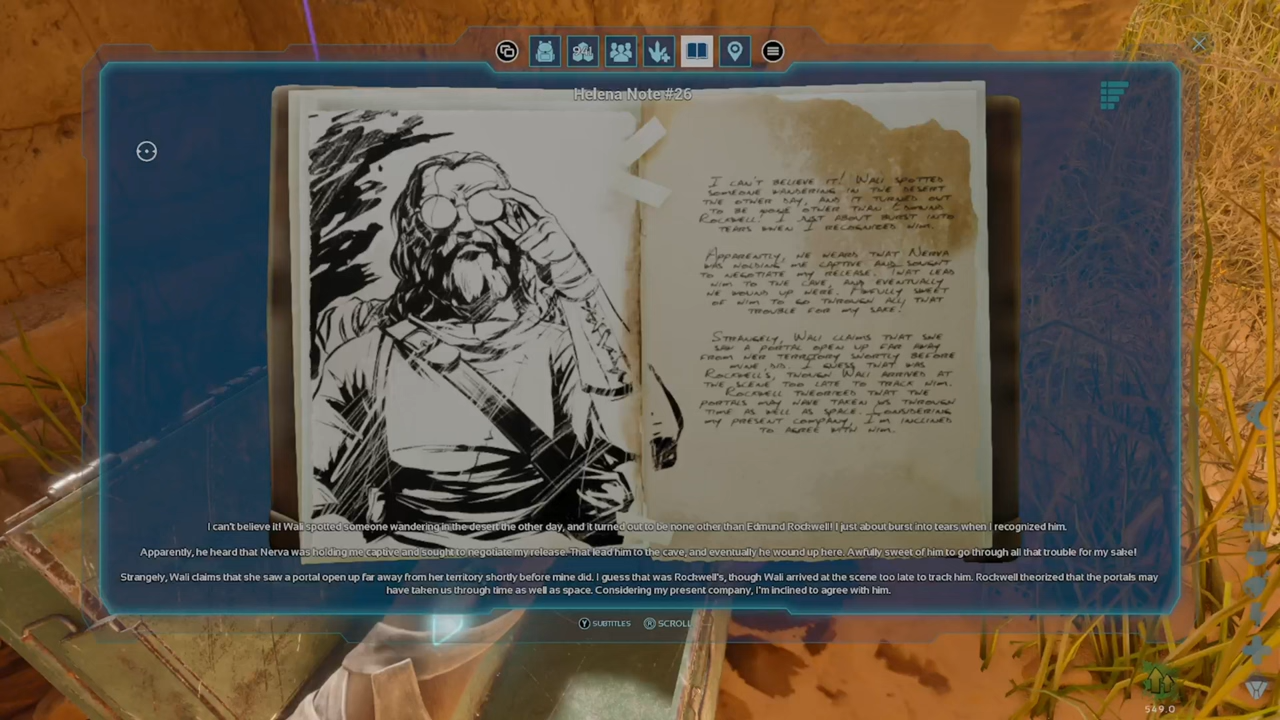 Helena Note #26
I CAN'T BELIEVE IT! WALI SPOTTED
SOMEONE WANDERING IN THE DESERT
THE OTHER DAY, AND IT TURNED OUT
TO BE NONE OTHER THAN EDMUND
ROCKWELL! I JUST ABOUT BURST INTO
TEARS WHEN I RECOGNIZED HIM.
APPARENTLY, HE HEARD THAT NERVA
WAS HOLDING ME CAPTIVE AND SOUGHT
TO NEGOTIATE MY RELEASE. THAT LEAD
HIM TO THE CAVE, AND EVENTUALLY
HE WOUND UP HERE. AWFULLY SWEET
OF HIM TO GO THROUGH ALL THAT
TROUBLE FOR MY SAKE!
STRANGELY, WALI CLAIMS THAT SHE
SAW A PORTAL OPEN UP FAR AWAY
FROM HER TERRITORY SHORTLY BEFORE
MINE DID. I GUESS THAT WAS
ROCKWELL'S, THOUGH WALI ARRIVED AT
THE SCENE TOO LATE TO TRACK HIM.
ROCKWELL THEORIZED THAT THE
PORTALS MAY HAVE TAKEN US THROUGH
TIME AS WELL AS SPACE. CONSIDERING
MY PRESENT COMPANY, I'M INCLINED
TO AGREE WITH HIM.
I can't believe it! Wali spotted someone wandering in the desert the other day, and it turned out to be none other than Edmund Rockwell! I just about burst into tears when I recognized him.
Apparently, he heard that Nerva was holding me captive and sought to negotiate my release. That lead him to the cave, and eventually he wound up here. Awfully sweet of him to go through all that trouble for my sake!
Strangely, Wali claims that she saw a portal open up far away from her territory shortly before mine did. I guess that was Rockwell's, though Wali arrived at the scene too late to track him. Rockwell theorized that the portals may
have taken us through time as well as space. Considering my present company, I'm inclined to agree with him.
Y SUBTITLES R SCROLL
549.0